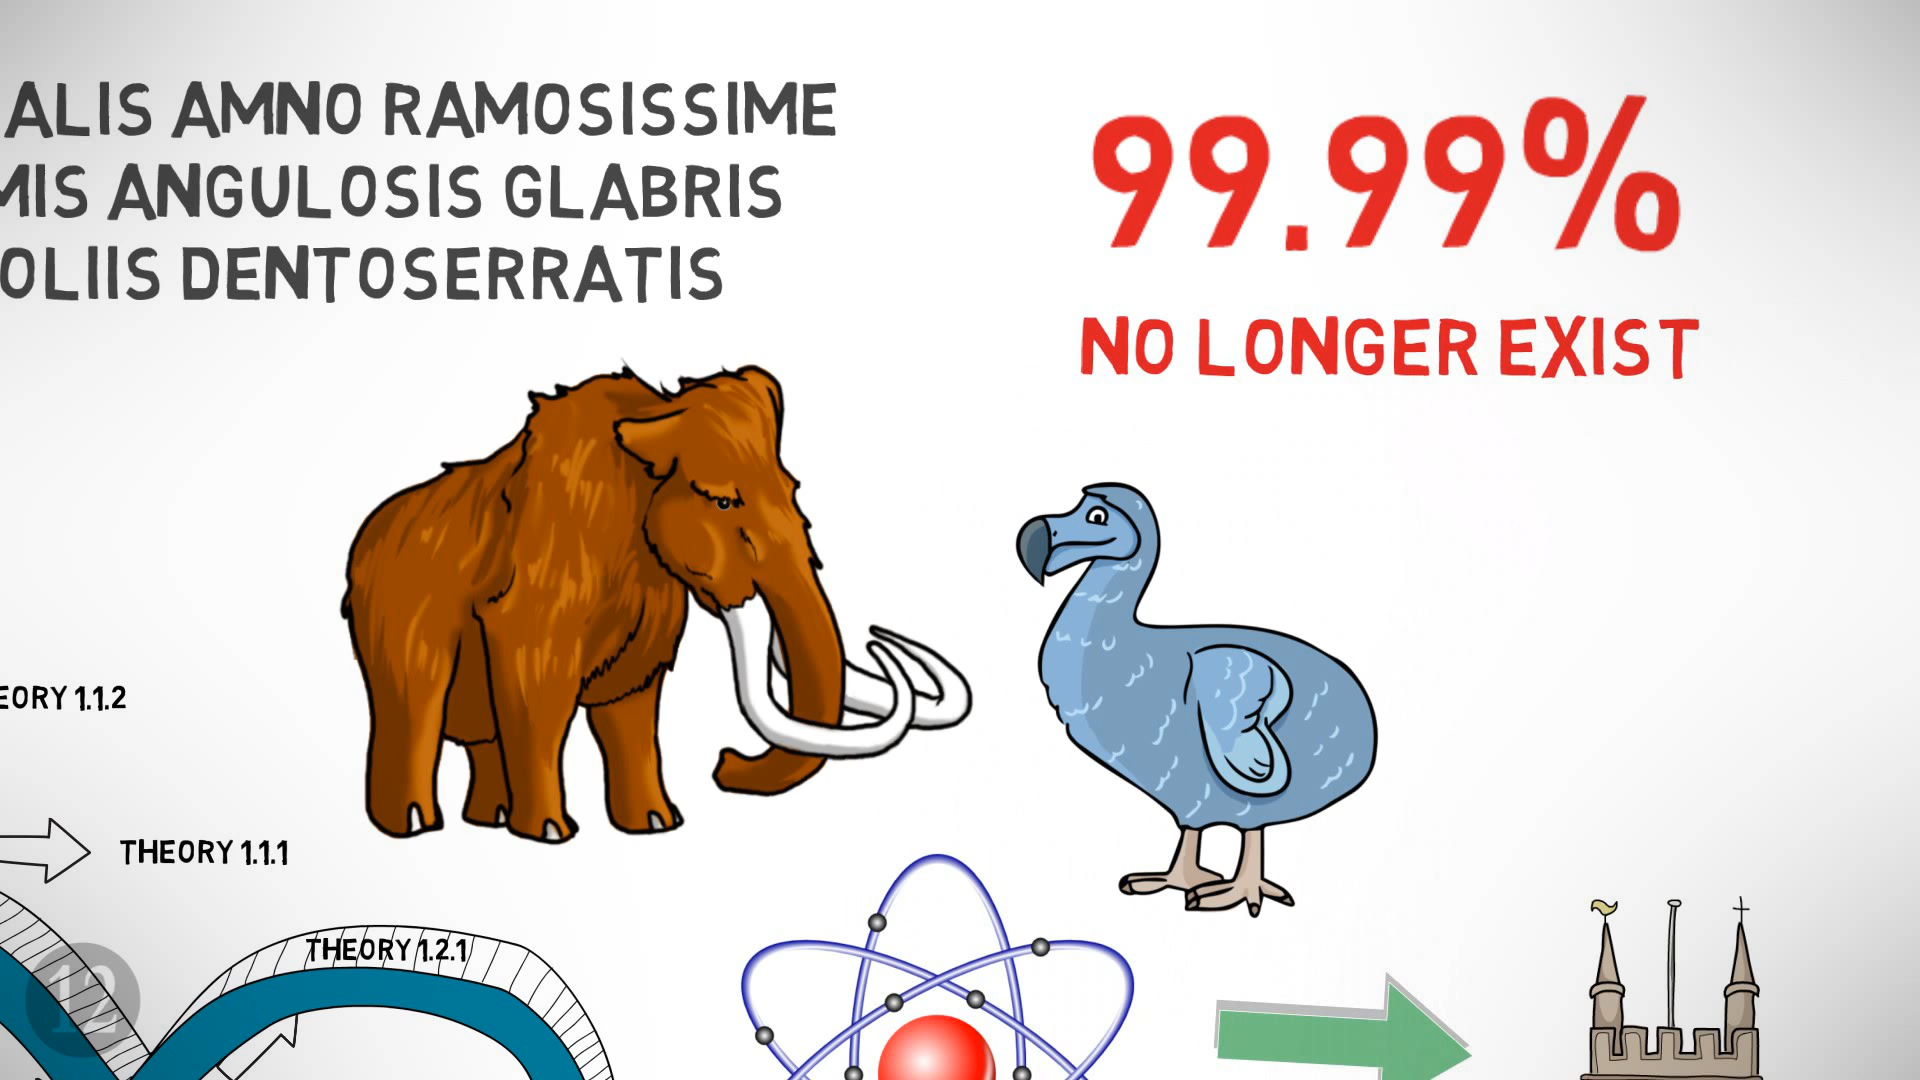 ALIS AMNO RAMOSISSIME
MIS ANGULOSIS GLABRIS
OLIIS DENTOSERRATIS
99.99%
NO LONGER EXIST
EORY 1.1.2
THEORY 1.1.1
THEORY 1.2.1
12